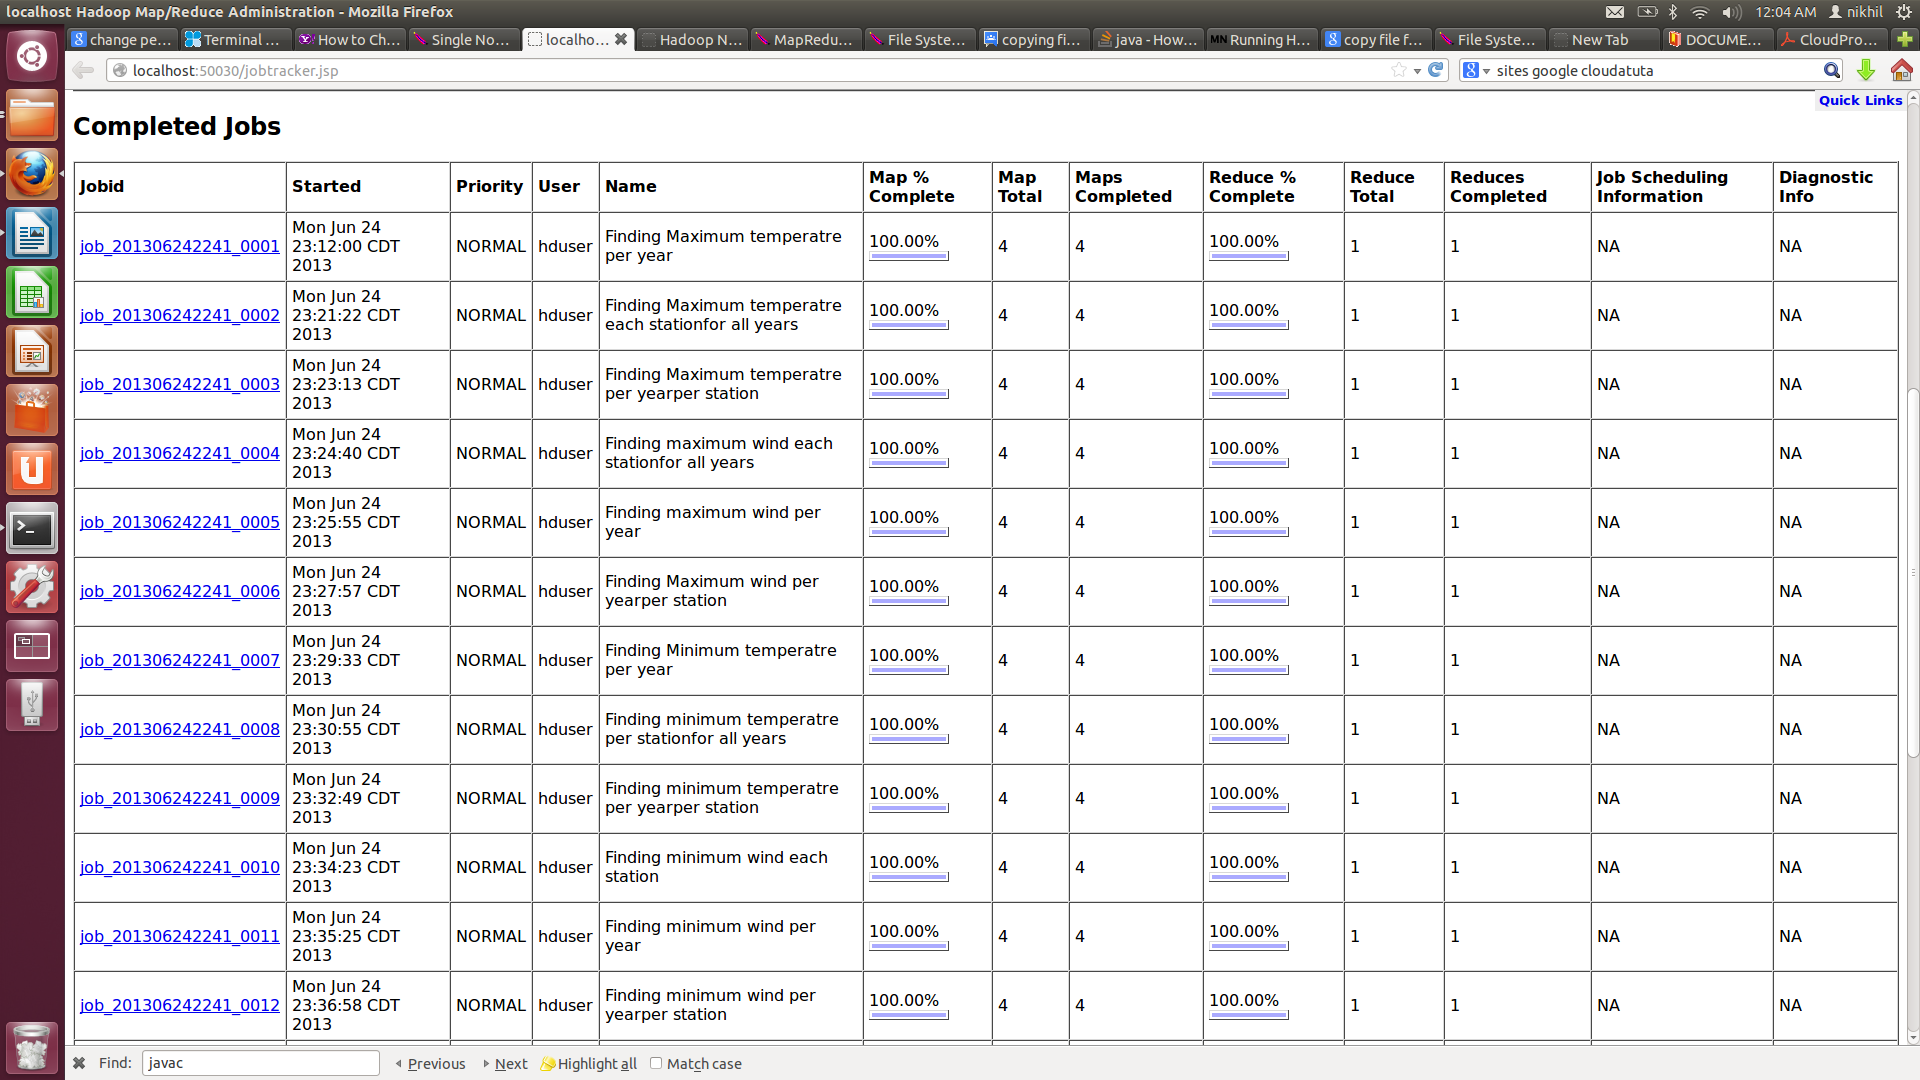 localhost Hadoop Map/Reduce Administration - Mozilla Firefox
12:04 AM nikhil
change pe...
Terminal ...
How to Ch...
Single No...
localho...
Hadoop N...
MapRedu...
File Syste...
copying fi...
java - How...
Running H...
copy file f...
File Syste...
New Tab
DOCUME...
CloudPro...
localhost:50030/jobtracker.jsp
sites google cloudatuta
Quick Links
Completed Jobs
Jobid Started Priority User Name Map % Complete Map Total Maps Completed Reduce % Complete Reduce Total Reduces Completed Job Scheduling Information Diagnostic Info
job_201306242241_0001 Mon Jun 24 23:12:00 CDT 2013 NORMAL hduser Finding Maximum temperatre per year 100.00% 4 4 100.00% 1 1 NA NA
job_201306242241_0002 Mon Jun 24 23:21:22 CDT 2013 NORMAL hduser Finding Maximum temperatre each stationfor all years 100.00% 4 4 100.00% 1 1 NA NA
job_201306242241_0003 Mon Jun 24 23:23:13 CDT 2013 NORMAL hduser Finding Maximum temperatre per yearper station 100.00% 4 4 100.00% 1 1 NA NA
job_201306242241_0004 Mon Jun 24 23:24:40 CDT 2013 NORMAL hduser Finding maximum wind each stationfor all years 100.00% 4 4 100.00% 1 1 NA NA
job_201306242241_0005 Mon Jun 24 23:25:55 CDT 2013 NORMAL hduser Finding maximum wind per year 100.00% 4 4 100.00% 1 1 NA NA
job_201306242241_0006 Mon Jun 24 23:27:57 CDT 2013 NORMAL hduser Finding Maximum wind per yearper station 100.00% 4 4 100.00% 1 1 NA NA
job_201306242241_0007 Mon Jun 24 23:29:33 CDT 2013 NORMAL hduser Finding Minimum temperatre per year 100.00% 4 4 100.00% 1 1 NA NA
job_201306242241_0008 Mon Jun 24 23:30:55 CDT 2013 NORMAL hduser Finding minimum temperatre per stationfor all years 100.00% 4 4 100.00% 1 1 NA NA
job_201306242241_0009 Mon Jun 24 23:32:49 CDT 2013 NORMAL hduser Finding minimum temperatre per yearper station 100.00% 4 4 100.00% 1 1 NA NA
job_201306242241_0010 Mon Jun 24 23:34:23 CDT 2013 NORMAL hduser Finding minimum wind each station 100.00% 4 4 100.00% 1 1 NA NA
job_201306242241_0011 Mon Jun 24 23:35:25 CDT 2013 NORMAL hduser Finding minimum wind per year 100.00% 4 4 100.00% 1 1 NA NA
job_201306242241_0012 Mon Jun 24 23:36:58 CDT 2013 NORMAL hduser Finding minimum wind per yearper station 100.00% 4 4 100.00% 1 1 NA NA
Find: javac Previous Next Highlight all Match case